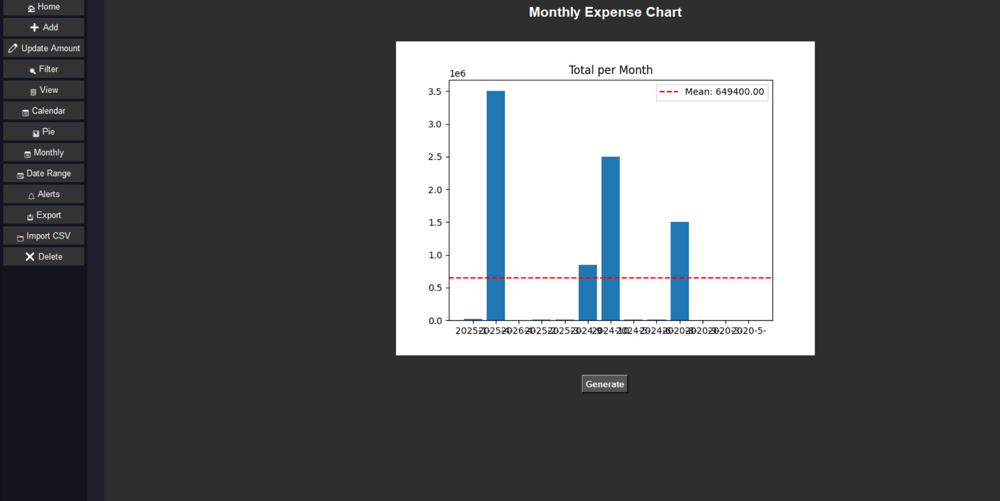 Home
Add
Update Amount
Filter
View
Calendar
Pie
Monthly
Date Range
Alerts
Export
Import CSV
Delete
Monthly Expense Chart
Total per Month
1e6
Mean: 649400.00
3.5
3.0
2.5
2.0
1.5
1.0
0.5
0.0
Generate